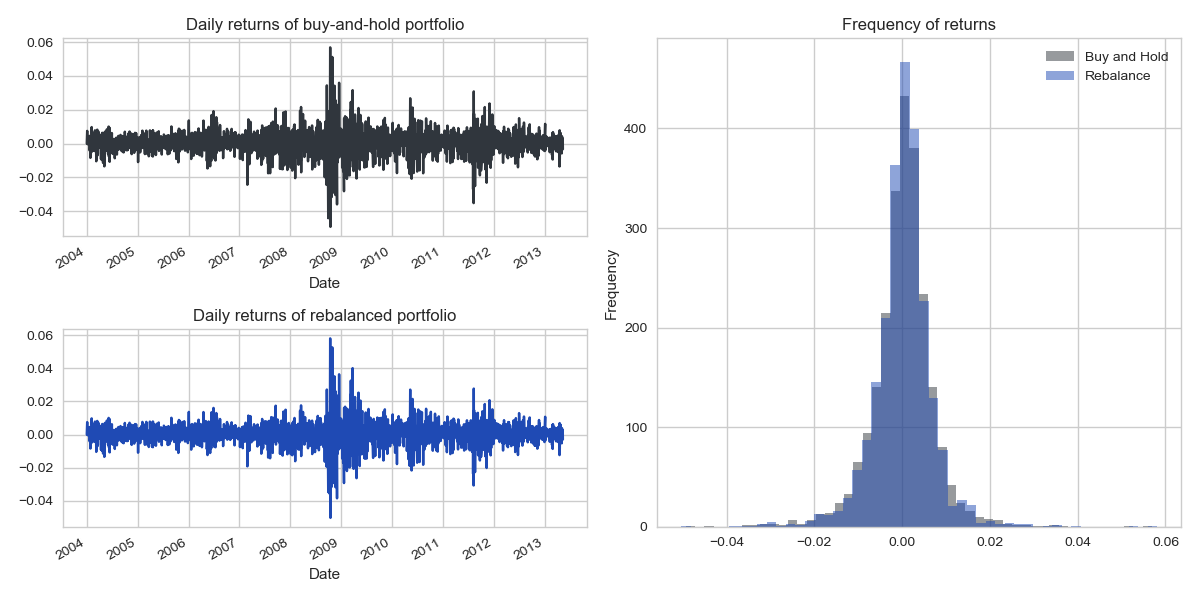 Daily returns of buy-and-hold portfolio
0.06
0.04
0.02
0.00
−0.02
−0.04
2004 2005 2006 2007 2008 2009 2010 2011 2012 2013
Date
Daily returns of rebalanced portfolio
0.06
0.04
0.02
0.00
−0.02
−0.04
2004 2005 2006 2007 2008 2009 2010 2011 2012 2013
Date
Frequency of returns
Buy and Hold
Rebalance
Frequency
400
300
200
100
0
−0.04 −0.02 0.00 0.02 0.04 0.06